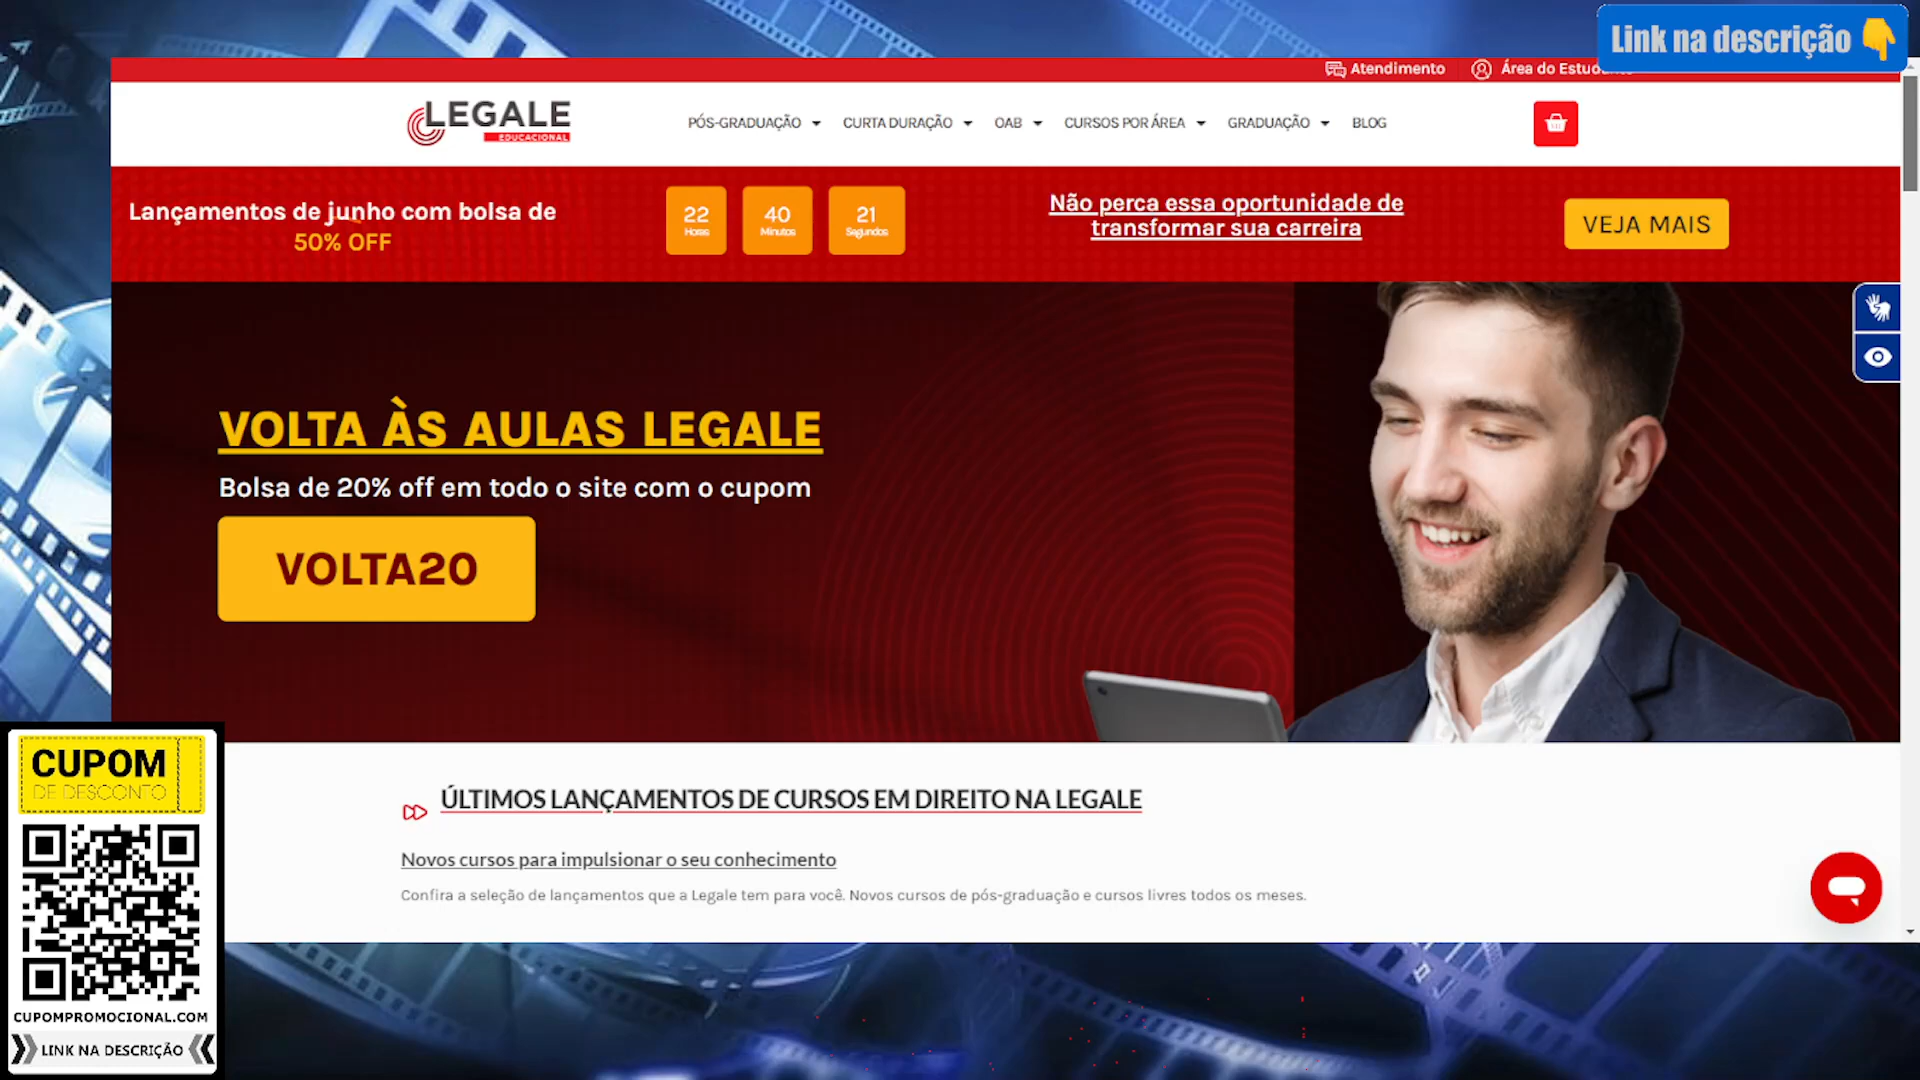 Link na descrição
Atendimento
Área do Estudante
LEGALE
EDUCACIONAL
PÓS-GRADUAÇÃO
CURTA DURAÇÃO
OAB
CURSOS POR ÁREA
GRADUAÇÃO
BLOG
Lançamentos de junho com bolsa de
50% OFF
22
Horas
40
Minutos
21
Segundos
Não perca essa oportunidade de
transformar sua carreira
VEJA MAIS
VOLTA ÀS AULAS LEGALE
Bolsa de 20% off em todo o site com o cupom
VOLTA20
ÚLTIMOS LANÇAMENTOS DE CURSOS EM DIREITO NA LEGALE
Novos cursos para impulsionar o seu conhecimento
Confira a seleção de lançamentos que a Legale tem para você. Novos cursos de pós-graduação e cursos livres todos os meses.
CUPOM
DE DESCONTO
CUPOMPROMOCIONAL.COM
LINK NA DESCRIÇÃO